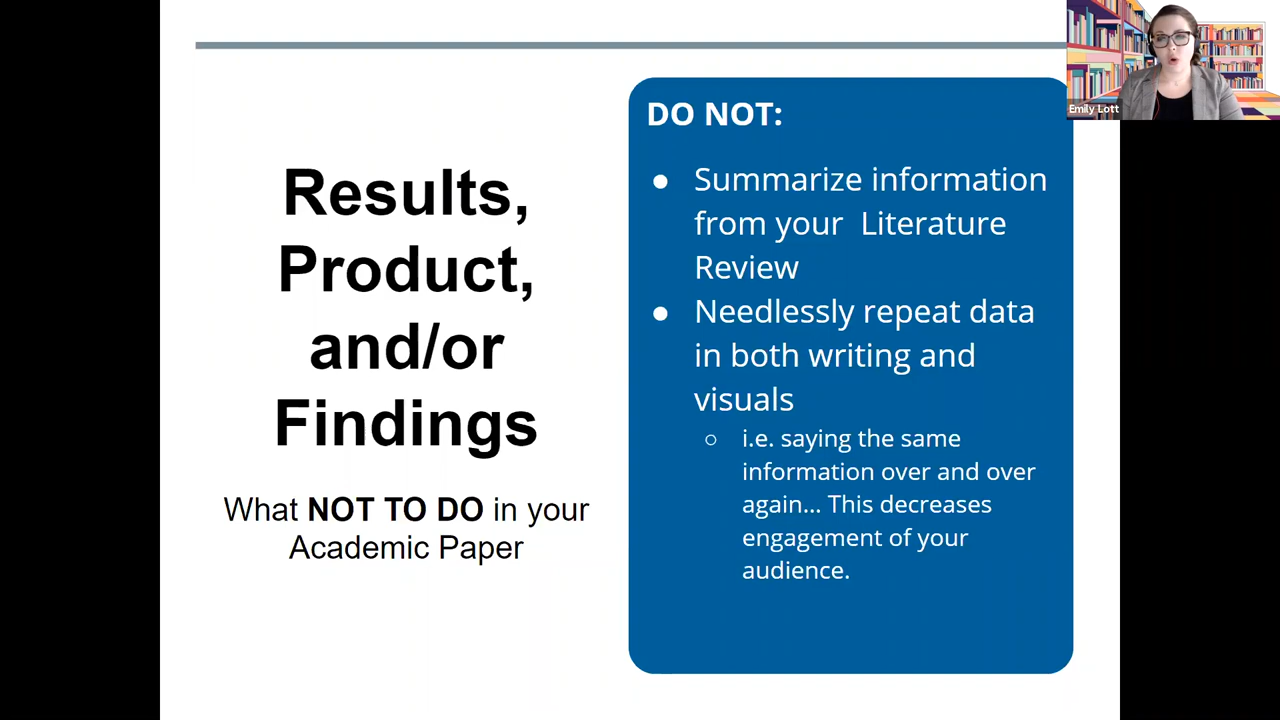 Results,
Product,
and/or
Findings
What NOT TO DO in your
Academic Paper
DO NOT:
● Summarize information
from your  Literature
Review
● Needlessly repeat data
in both writing and
visuals
○ i.e. saying the same
information over and over
again... This decreases
engagement of your
audience.
Emily Lott